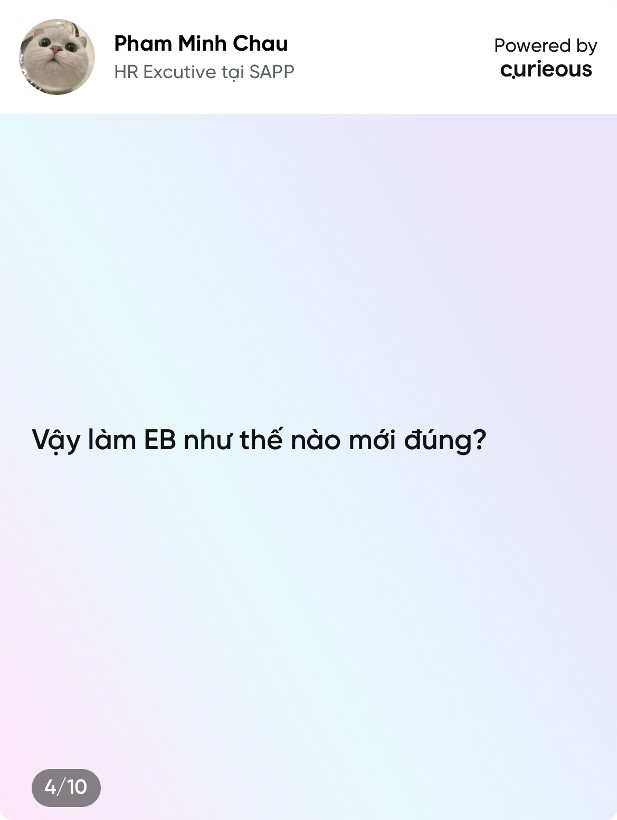 Pham Minh Chau
HR Excutive tại SAPP
Powered by
curieous
Vậy làm EB như thế nào mới đúng?
4/10